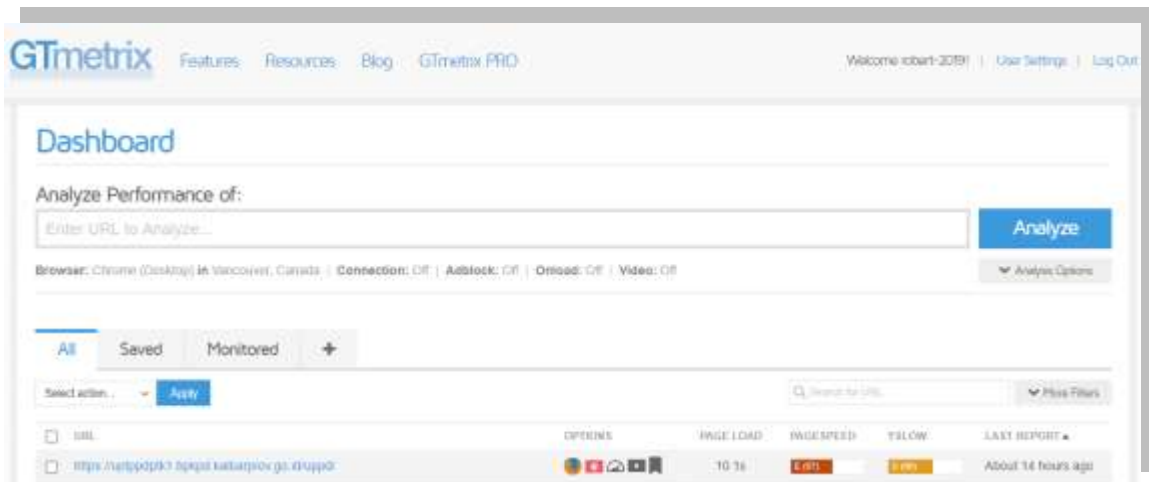 GTmetrix Features Resources Blog GTmetrix PRO Welcome robert-2019! | User Settings | Log Out
Dashboard
Analyze Performance of:
Enter URL to Analyze... Analyze
Browser: Chrome (Desktop) in Vancouver, Canada | Connection: Off | Adblock: Off | Onload: Off | Video: Off Analysis Options
All Saved Monitored +
Select action... Apply Search for URL More Filters
URL OPTIONS PAGE LOAD PAGESPEED YSLOW LAST REPORT
About 14 hours ago